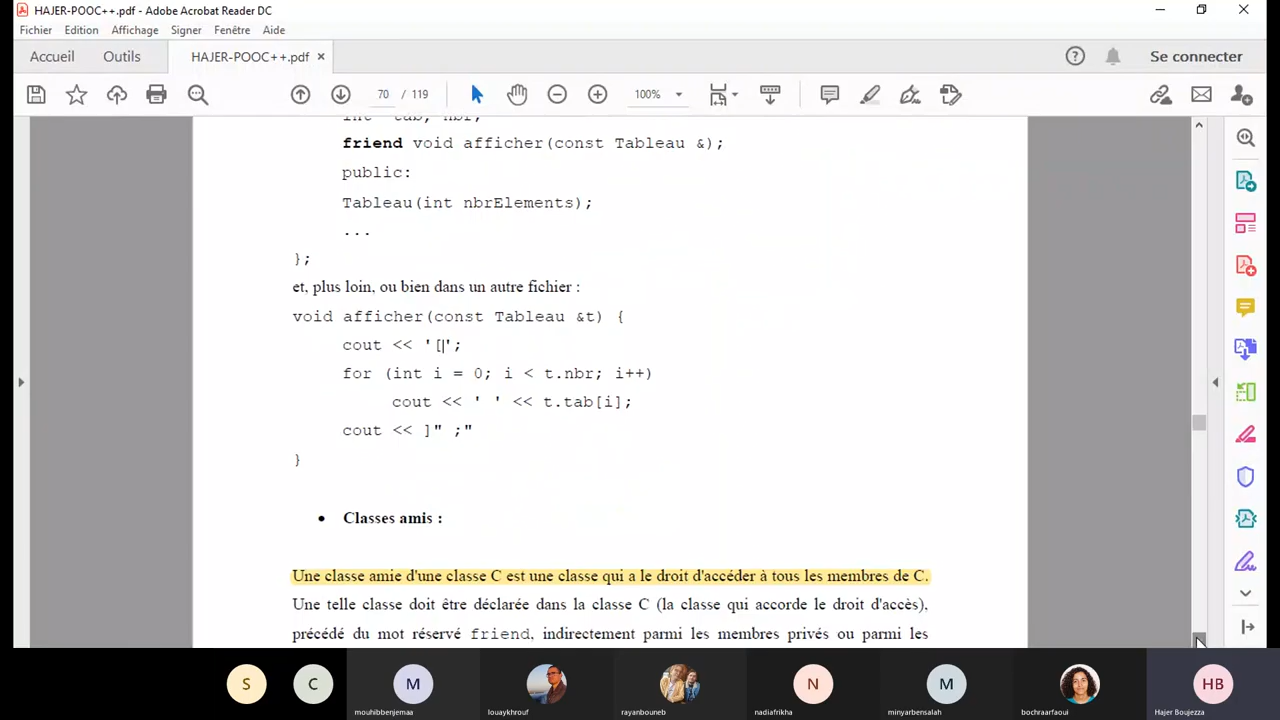 HAJER-POOC++.pdf - Adobe Acrobat Reader DC
Fichier Edition Affichage Signer Fenêtre Aide
Accueil Outils HAJER-POOC++.pdf × Se connecter
70 / 119 100%
friend void afficher(const Tableau &);
public:
Tableau(int nbrElements);
...
};
et, plus loin, ou bien dans un autre fichier :
void afficher(const Tableau &t) {
cout << '[';
for (int i = 0; i < t.nbr; i++)
cout << ' ' << t.tab[i];
cout << ]" ;"
}
• Classes amis :
Une classe amie d'une classe C est une classe qui a le droit d'accéder à tous les membres de C.
Une telle classe doit être déclarée dans la classe C (la classe qui accorde le droit d'accès),
précédé du mot réservé friend, indirectement parmi les membres privés ou parmi les
S C M N M HB
mouhibbenjemaa louaykhrouf rayanbouneb nadiafrikha minyarbensalah bochraarfaoui Hajer Boujezza